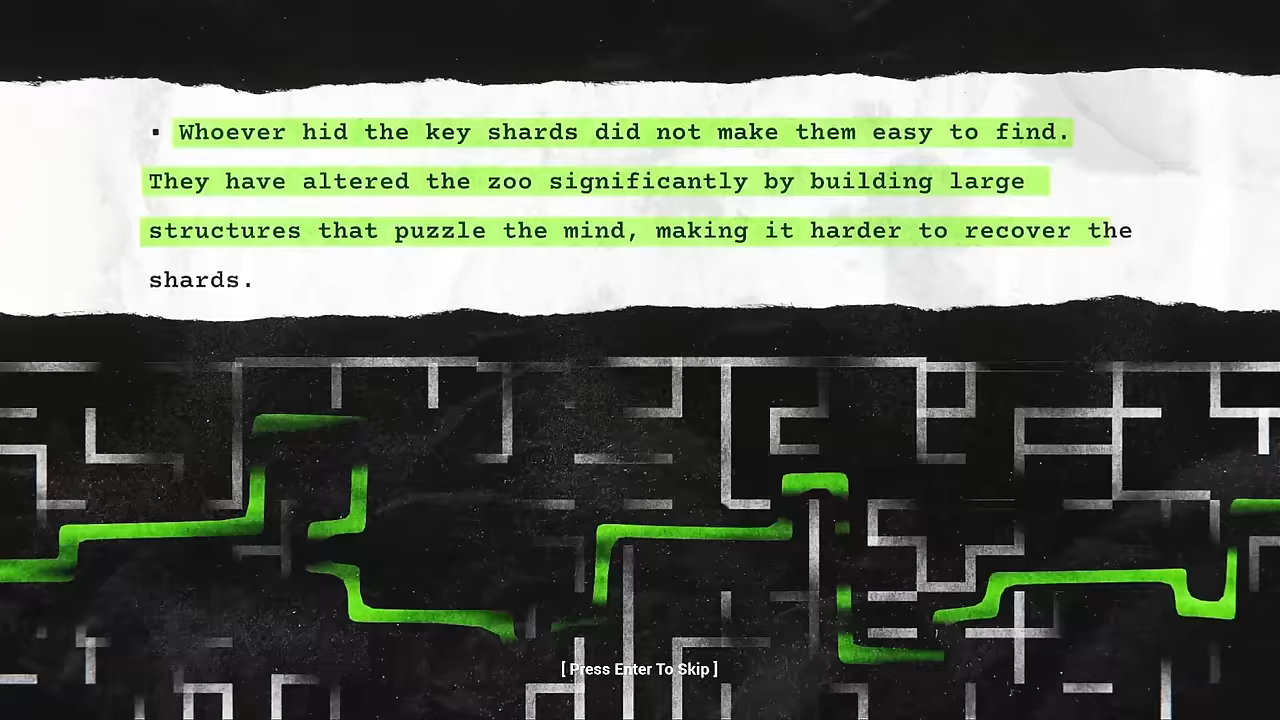 ▪ Whoever hid the key shards did not make them easy to find.
They have altered the zoo significantly by building large
structures that puzzle the mind, making it harder to recover the
shards.
[ Press Enter To Skip ]